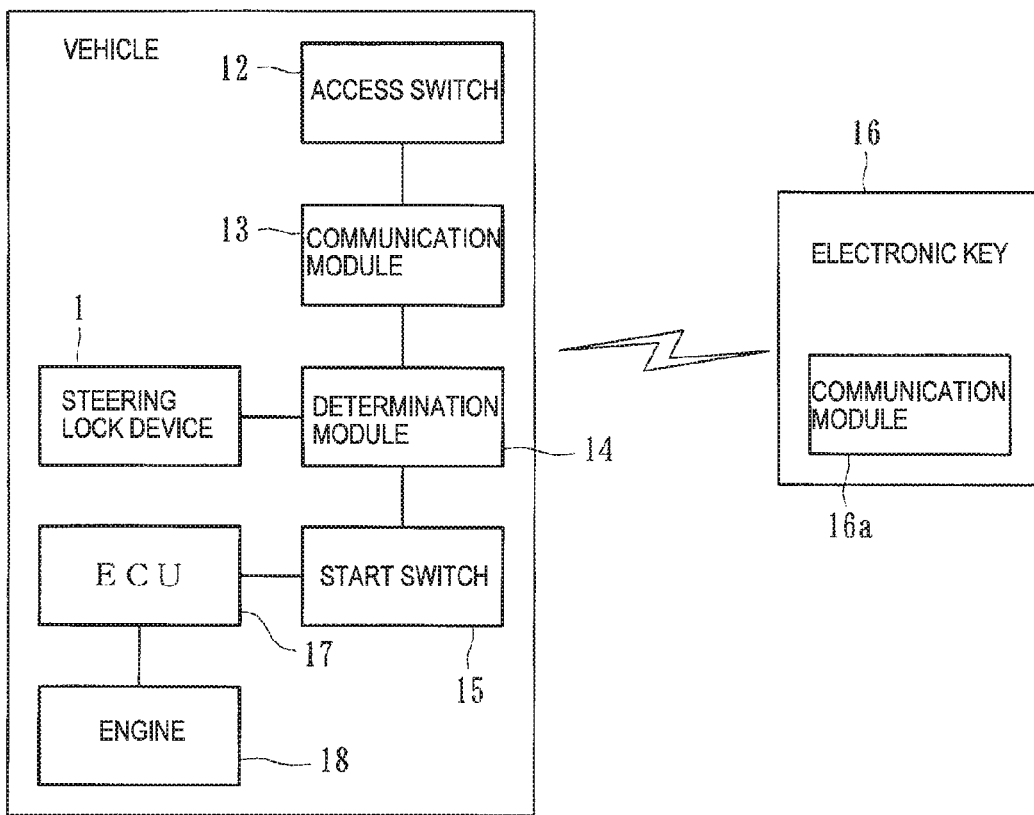 VEHICLE
12
ACCESS SWITCH
13
COMMUNICATION
MODULE
1
STEERING
LOCK DEVICE
DETERMINATION
MODULE
14
E C U
17
START SWITCH
15
ENGINE
18
16
ELECTRONIC KEY
COMMUNICATION
MODULE
16a